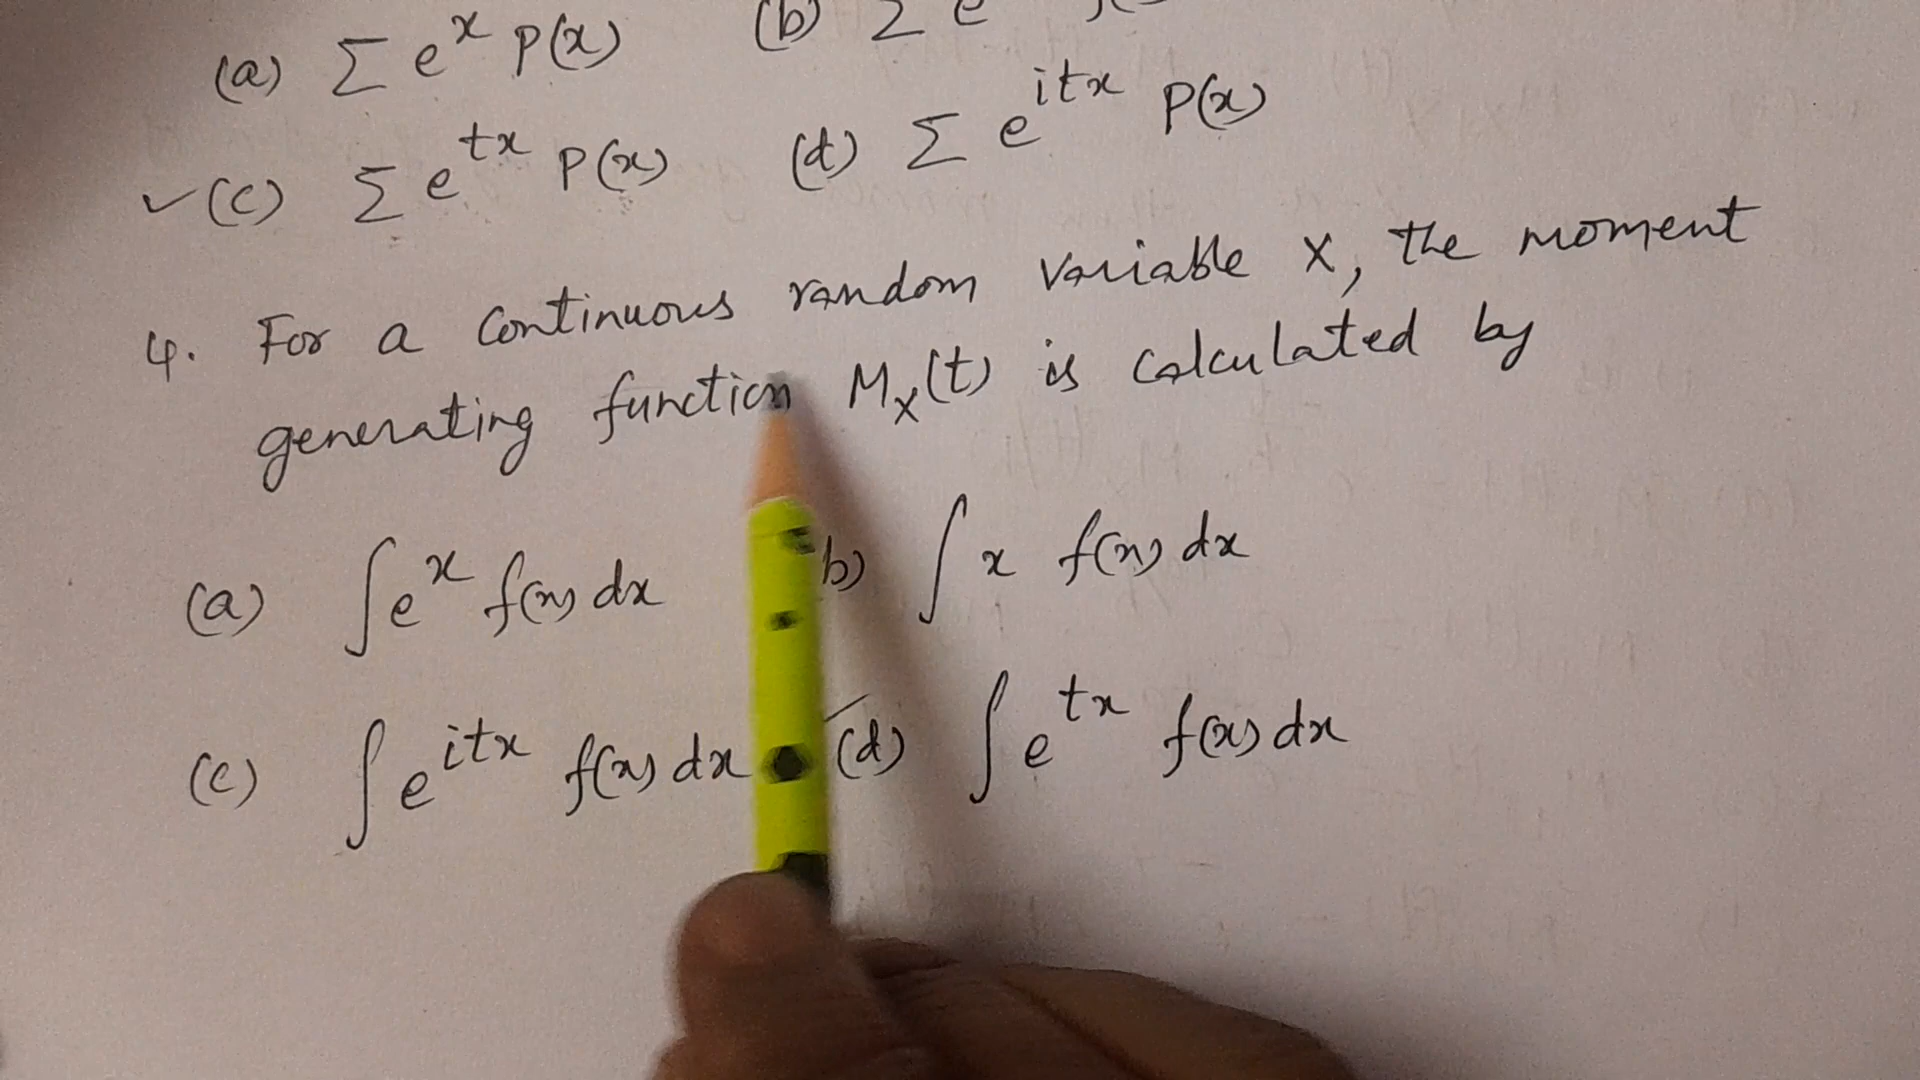 (a) Σ e^x P(x) (b) Σ e
✓(c) Σ e^tx P(x) (d) Σ e^itx P(x)
4. For a continuous random variable X, the moment
generating function M_X(t) is calculated by
(a) ∫e^x f(x) dx b) ∫ x f(x) dx
(c) ∫e^itx f(x) dx ✓(d) ∫e^tx f(x) dx